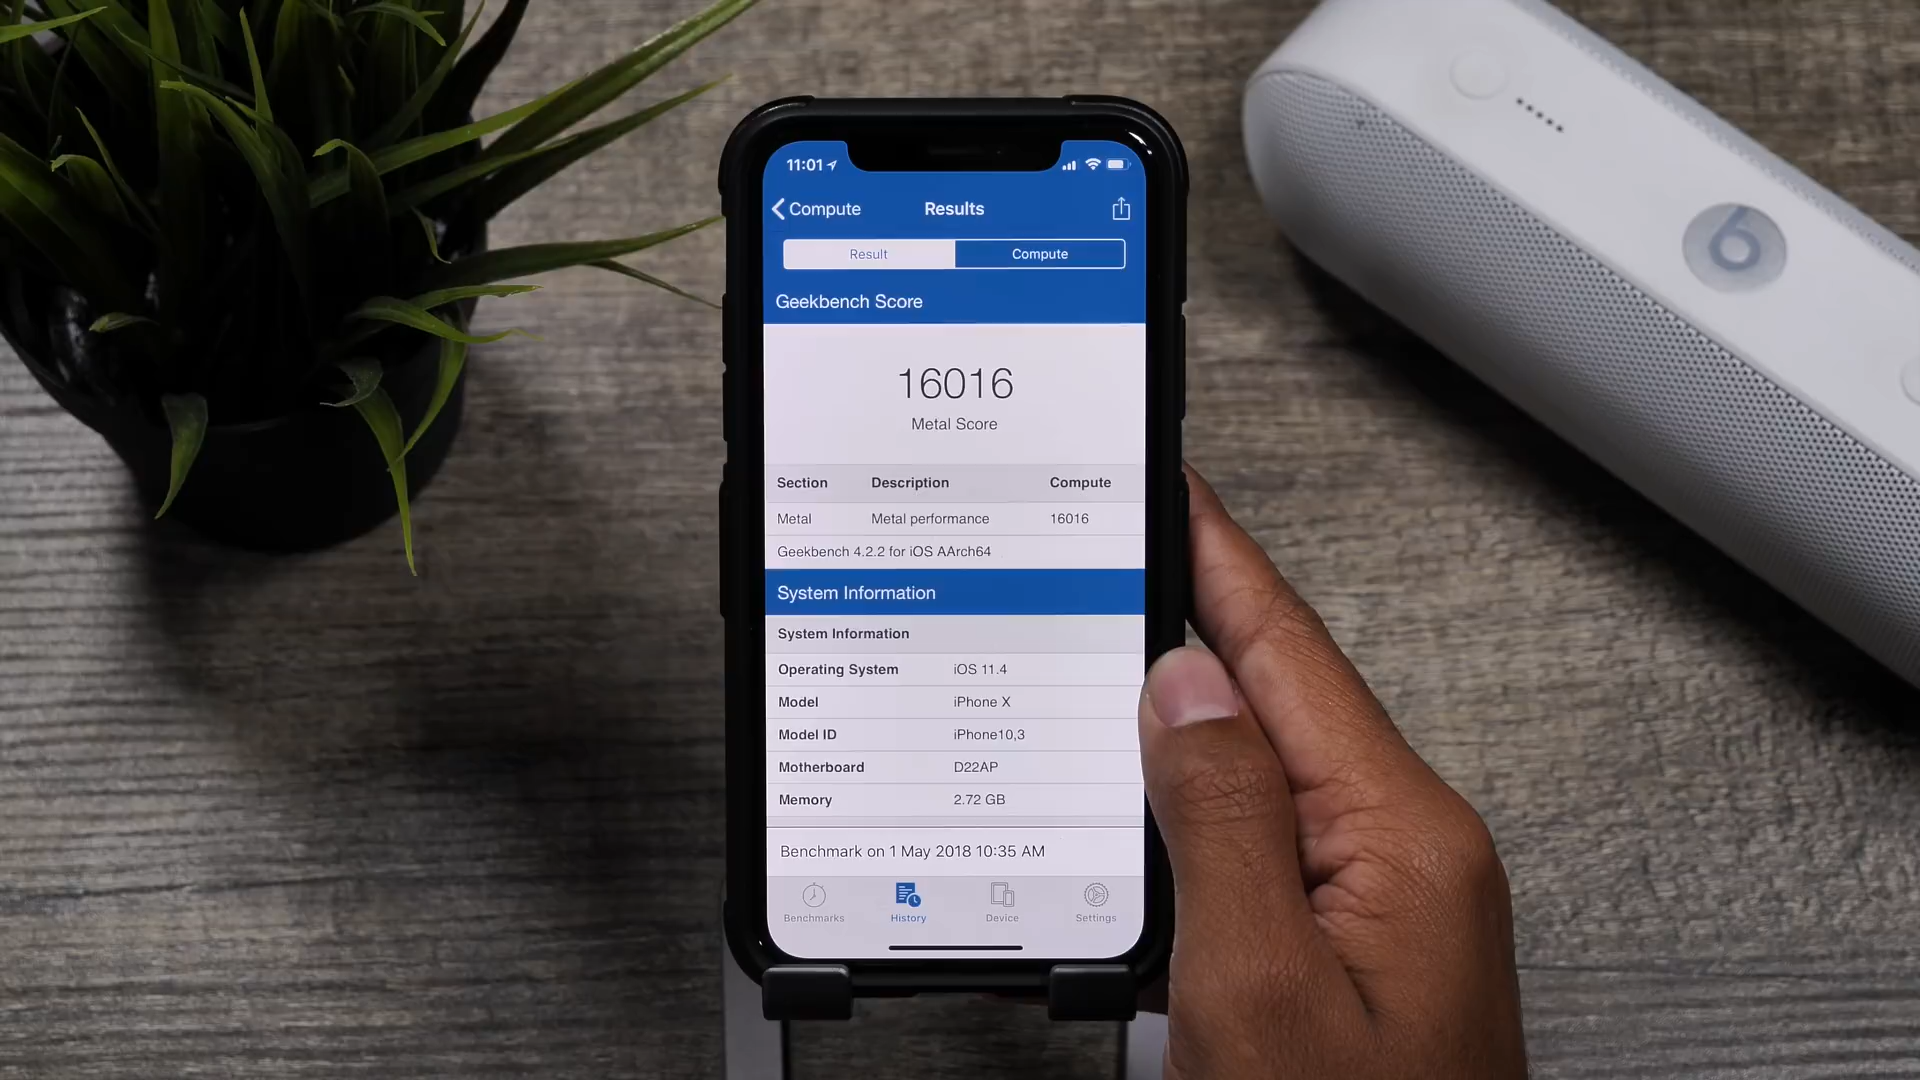 11:01
Compute Results
Result Compute
Geekbench Score
16016
Metal Score
Section Description Compute
Metal Metal performance 16016
Geekbench 4.2.2 for iOS AArch64
System Information
System Information
Operating System iOS 11.4
Model iPhone X
Model ID iPhone10,3
Motherboard D22AP
Memory 2.72 GB
Benchmark on 1 May 2018 10:35 AM
Benchmarks History Device Settings